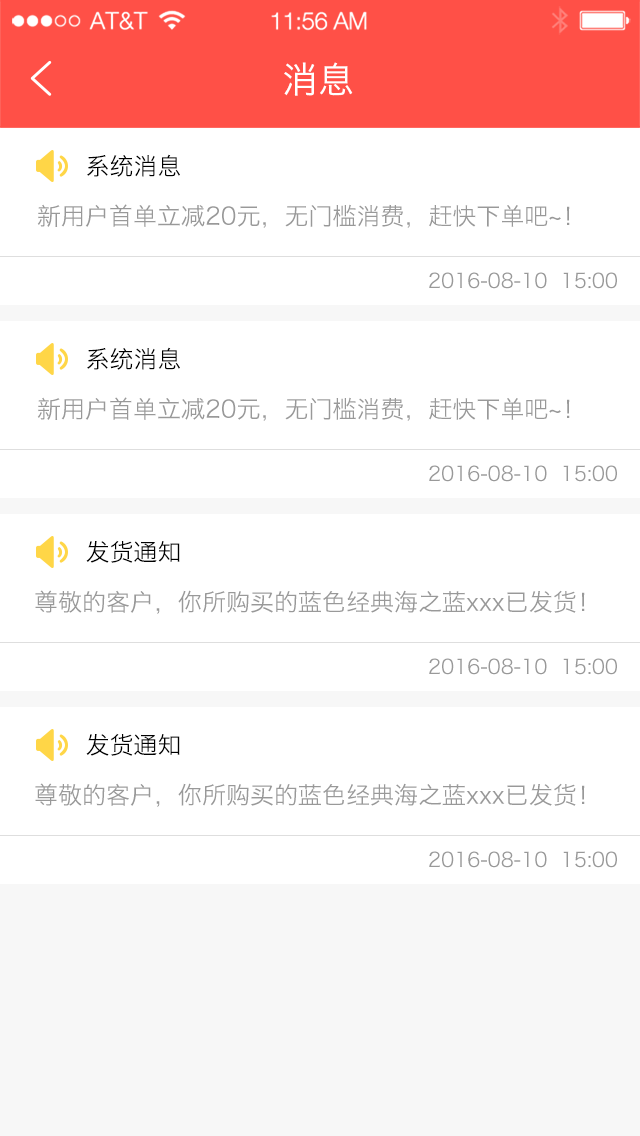 AT&T 11:56 AM
消息
系统消息
新用户首单立减20元，无门槛消费，赶快下单吧~！
2016-08-10 15:00
系统消息
新用户首单立减20元，无门槛消费，赶快下单吧~！
2016-08-10 15:00
发货通知
尊敬的客户，你所购买的蓝色经典海之蓝xxx已发货！
2016-08-10 15:00
发货通知
尊敬的客户，你所购买的蓝色经典海之蓝xxx已发货！
2016-08-10 15:00